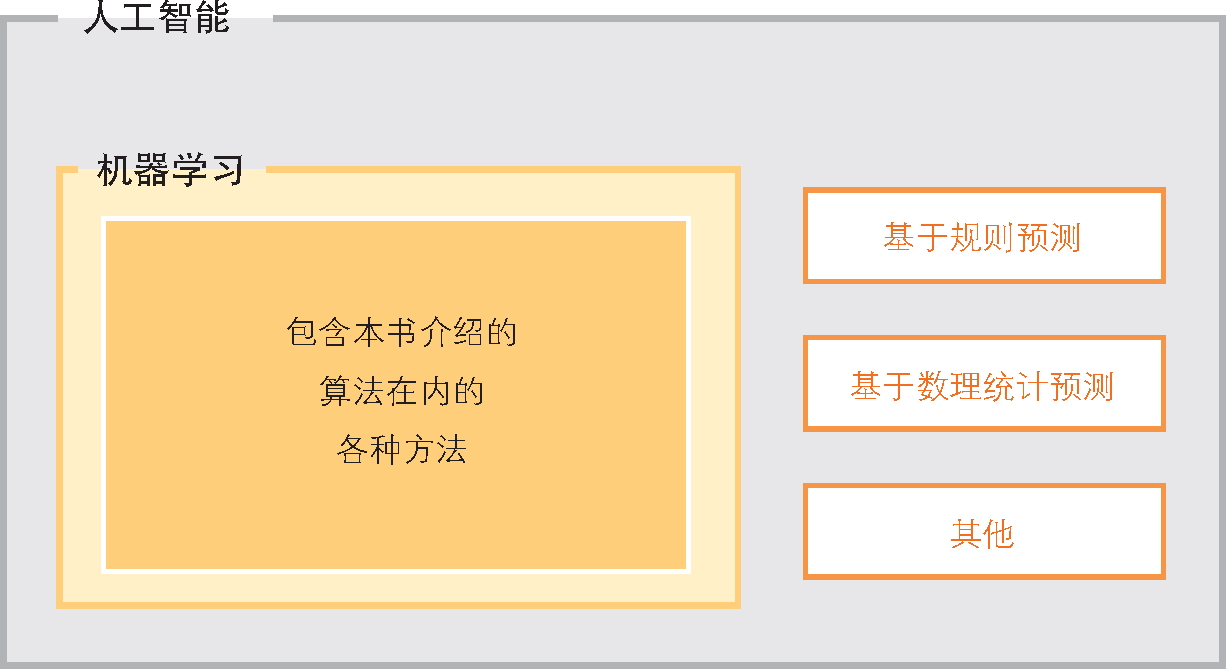 人工智能
机器学习
包含本书介绍的
算法在内的
各种方法
基于规则预测
基于数理统计预测
其他